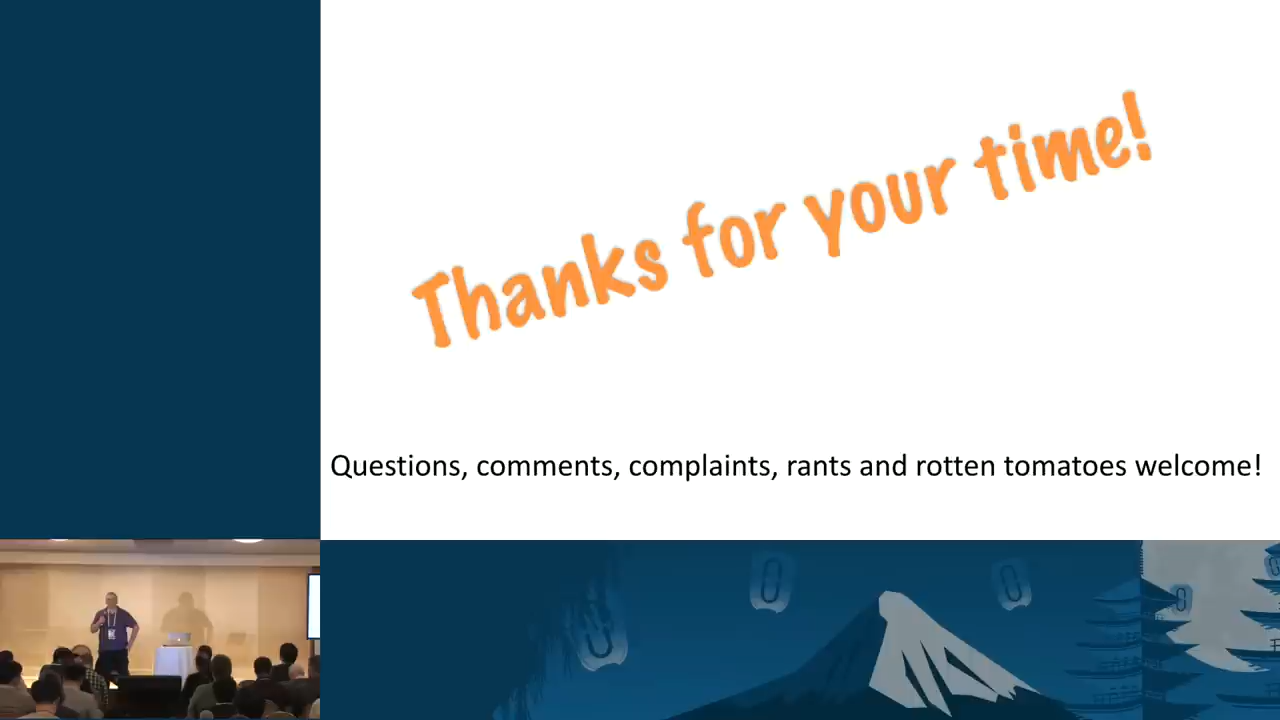 Thanks for your time!
Questions, comments, complaints, rants and rotten tomatoes welcome!